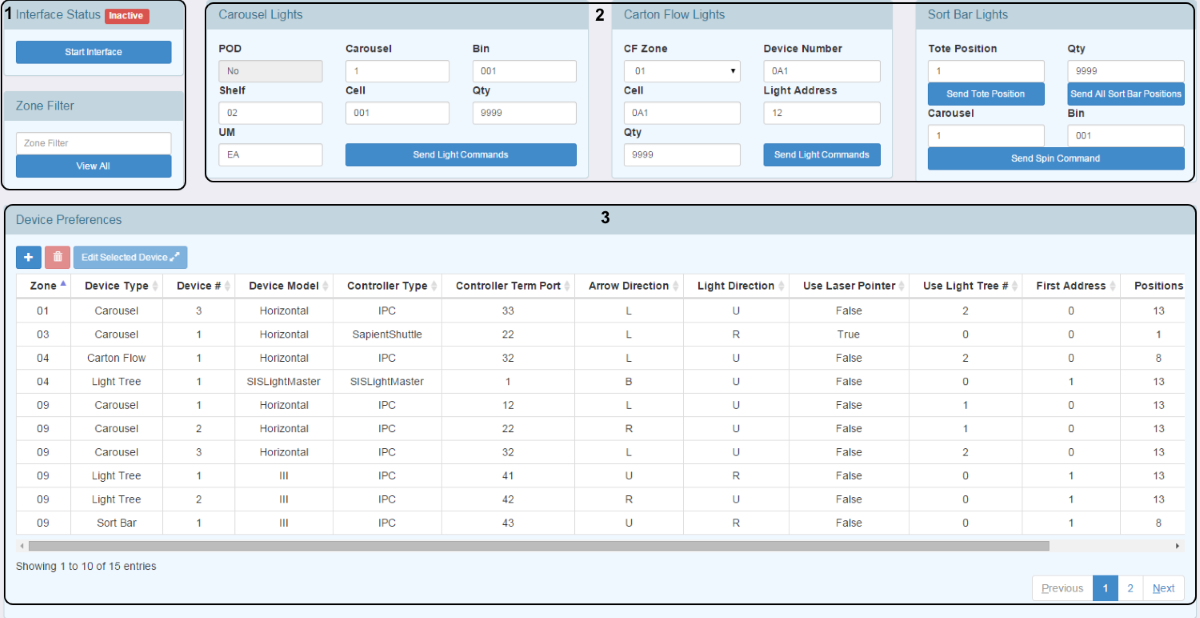 1 Interface Status Inactive
Start Interface
Zone Filter
Zone Filter
View All
2
Carousel Lights
POD Carousel Bin
No 1 001
Shelf Cell Qty
02 001 9999
UM
EA Send Light Commands
Carton Flow Lights
CF Zone Device Number
01 0A1
Cell Light Address
0A1 12
Qty
9999 Send Light Commands
Sort Bar Lights
Tote Position Qty
1 9999
Send Tote Position Send All Sort Bar Positions
Carousel Bin
1 001
Send Spin Command
Device Preferences 3
+ Edit Selected Device
Zone Device Type Device # Device Model Controller Type Controller Term Port Arrow Direction Light Direction Use Laser Pointer Use Light Tree # First Address Positions
01 Carousel 3 Horizontal IPC 33 L U False 2 0 13
03 Carousel 1 Horizontal SapientShuttle 22 L R True 0 0 1
04 Carton Flow 1 Horizontal IPC 32 L U False 2 0 8
04 Light Tree 1 SISLightMaster SISLightMaster 1 B U False 0 1 13
09 Carousel 1 Horizontal IPC 12 L U False 1 0 13
09 Carousel 2 Horizontal IPC 22 R U False 1 0 13
09 Carousel 3 Horizontal IPC 32 L U False 2 0 13
09 Light Tree 1 III IPC 41 U R False 0 1 13
09 Light Tree 2 III IPC 42 R U False 0 1 13
09 Sort Bar 1 III IPC 43 U R False 0 1 8
Showing 1 to 10 of 15 entries
Previous 1 2 Next